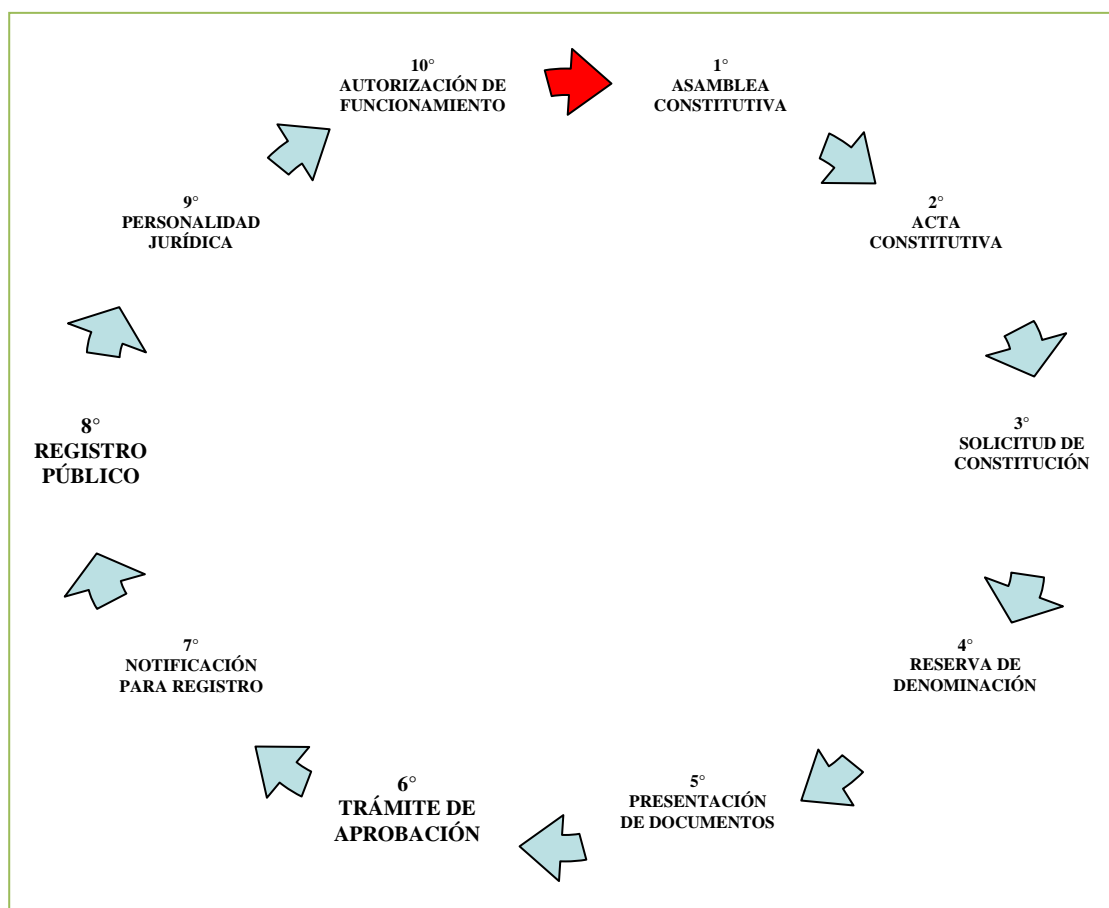 1°
ASAMBLEA
CONSTITUTIVA
2°
ACTA
CONSTITUTIVA
3°
SOLICITUD DE
CONSTITUCIÓN
4°
RESERVA DE
DENOMINACIÓN
5°
PRESENTACIÓN
DE DOCUMENTOS
6°
TRÁMITE DE
APROBACIÓN
7°
NOTIFICACIÓN
PARA REGISTRO
8°
REGISTRO
PÚBLICO
9°
PERSONALIDAD
JURÍDICA
10°
AUTORIZACIÓN DE
FUNCIONAMIENTO